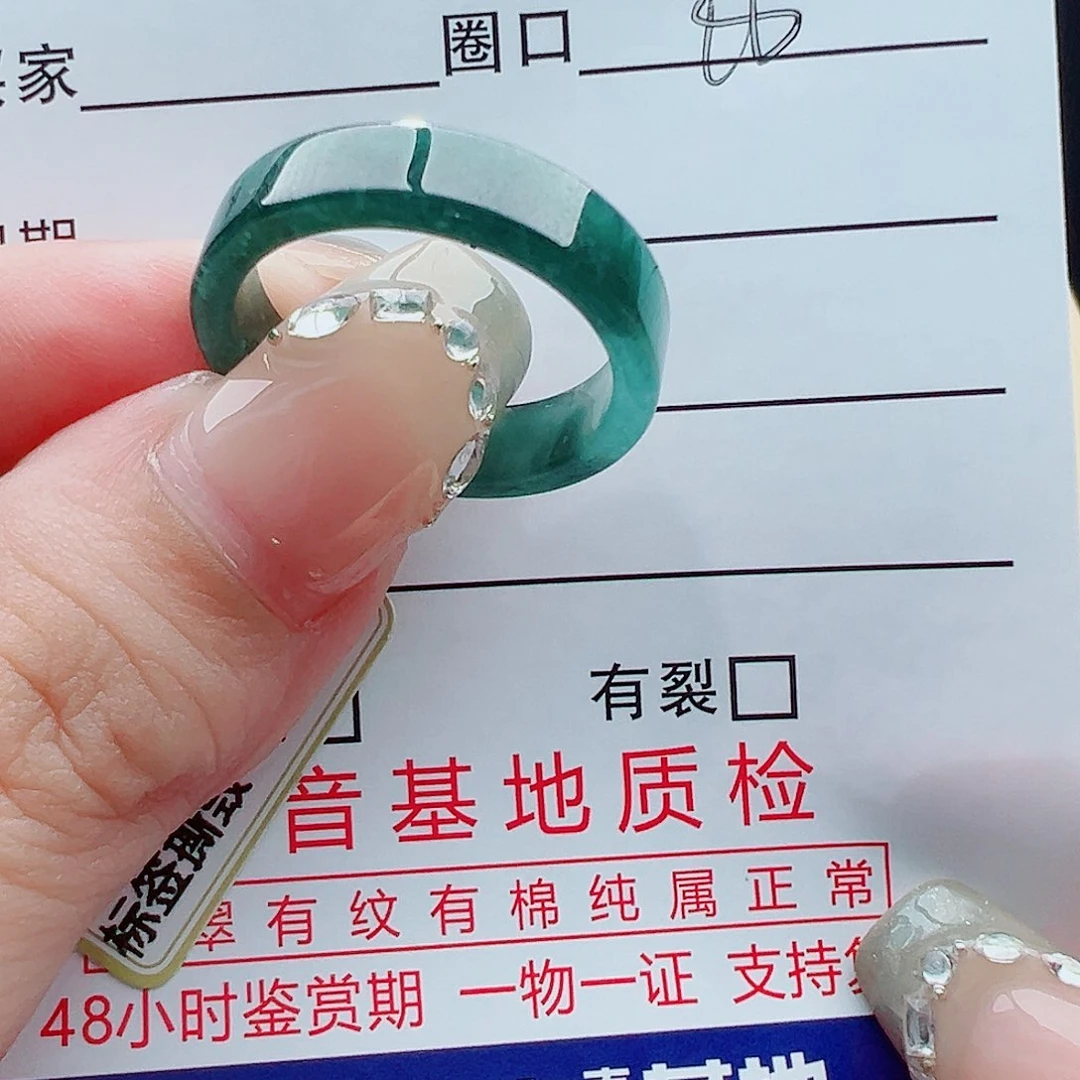 家 圈口
有裂
音基地质检
翠有纹有棉纯属正常
48小时鉴赏期 一物一证 支持
标签撕毁